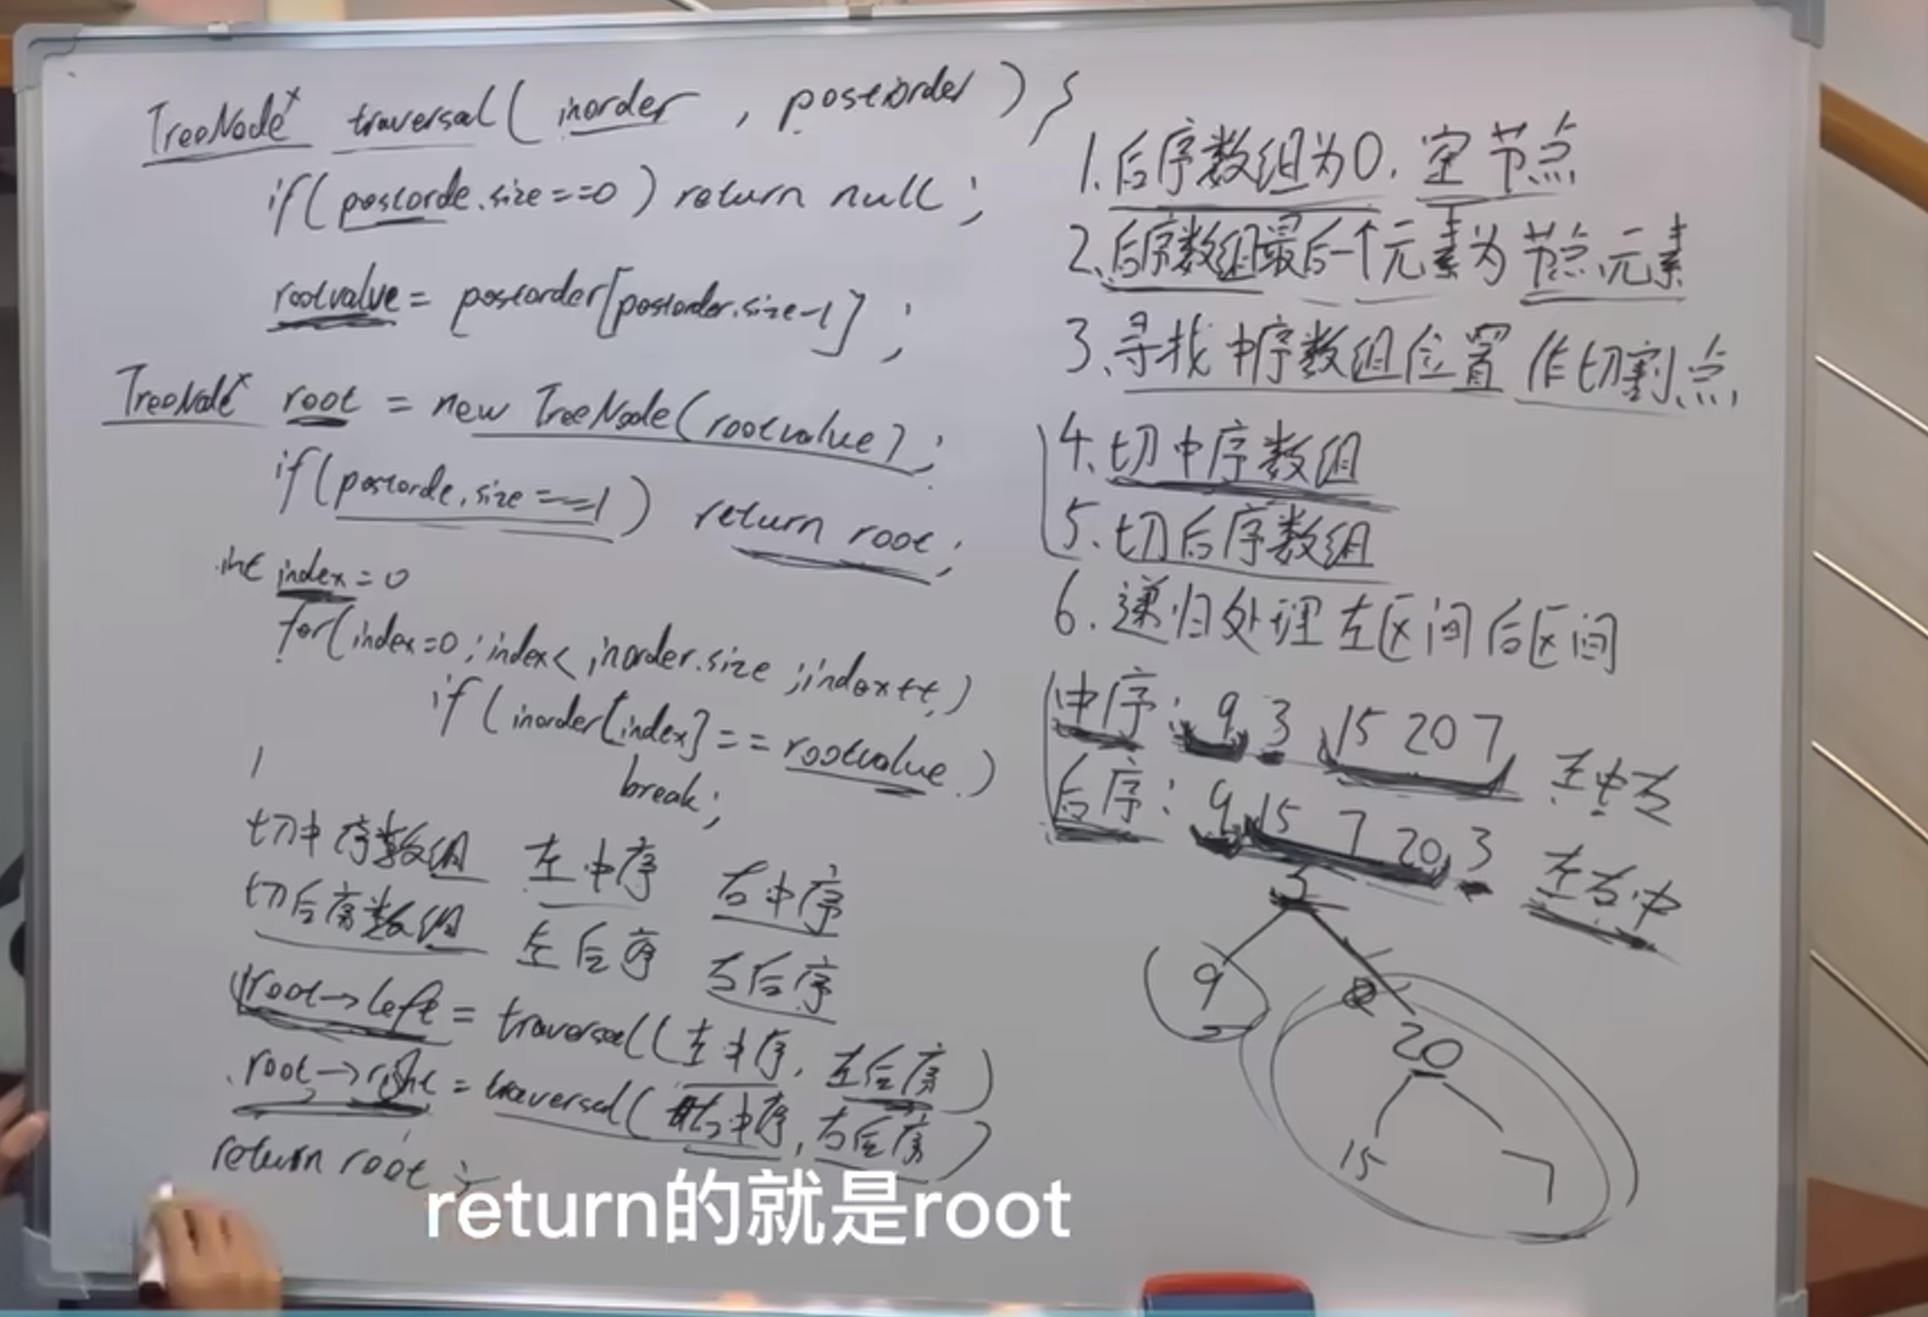 TreeNode* traversal( inorder , postorder ) {
if( postorde.size==0 ) return null ;
rootvalue = postorder[postorder.size-1] ;
TreeNode* root = new TreeNode(rootvalue) ;
if( postorde.size==1 ) return root ;
int index = 0
for( index=0 ; index< inorder.size ; index++ )
if( inorder[index] == rootvalue )
break ;
切中序数组 左中序 右中序
切后序数组 左后序 右后序
root->left = traversal( 左中序, 左后序 )
root->right = traversal( 右中序, 右后序 )
return root ;
1.后序数组为0, 空节点
2.后序数组最后一个元素为节点元素
3.寻找中序数组位置作切割点
4.切中序数组
5.切后序数组
6.递归处理左区间后区间
中序: 9 3 15 20 7 左中右
后序: 9 15 7 20 3 左右中
3
9
20
15 7
return的就是root